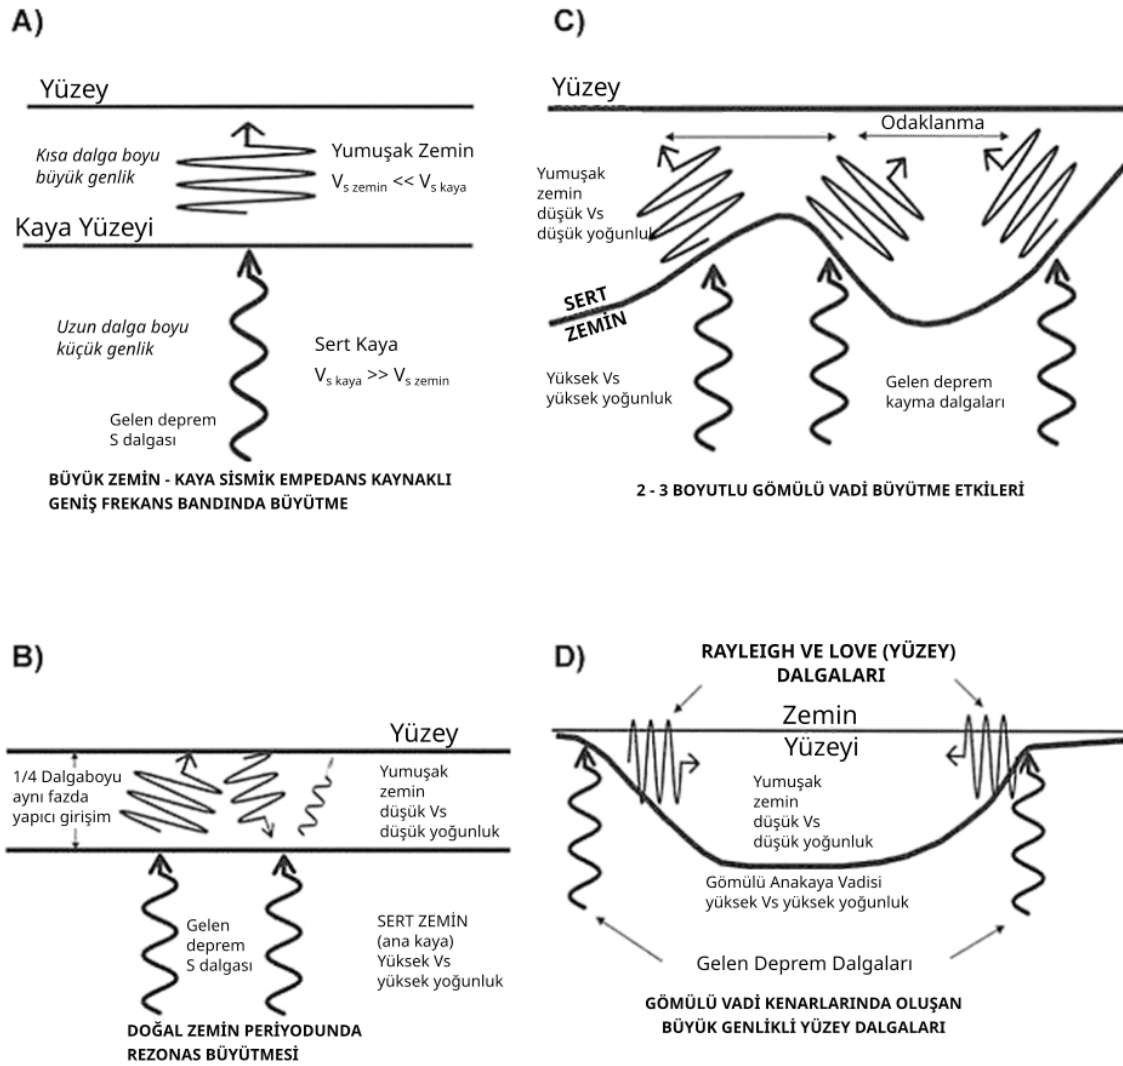 A)
Yüzey
Kısa dalga boyu
büyük genlik
Yumuşak Zemin
Vs zemin << Vs kaya
Kaya Yüzeyi
Uzun dalga boyu
küçük genlik
Sert Kaya
Vs kaya >> Vs zemin
Gelen deprem
S dalgası
BÜYÜK ZEMİN - KAYA SİSMİK EMPEDANS KAYNAKLI
GENİŞ FREKANS BANDINDA BÜYÜTME
C)
Yüzey
Odaklanma
Yumuşak
zemin
düşük Vs
düşük yoğunluk
SERT
ZEMİN
Yüksek Vs
yüksek yoğunluk
Gelen deprem
kayma dalgaları
2 - 3 BOYUTLU GÖMÜLÜ VADİ BÜYÜTME ETKİLERİ
B)
Yüzey
1/4 Dalgaboyu
aynı fazda
yapıcı girişim
Yumuşak
zemin
düşük Vs
düşük yoğunluk
Gelen
deprem
S dalgası
SERT ZEMİN
(ana kaya)
Yüksek Vs
yüksek yoğunluk
DOĞAL ZEMİN PERİYODUNDA
REZONAS BÜYÜTMESİ
D)
RAYLEIGH VE LOVE (YÜZEY)
DALGALARI
Zemin
Yüzeyi
Yumuşak
zemin
düşük Vs
düşük yoğunluk
Gömülü Anakaya Vadisi
yüksek Vs yüksek yoğunluk
Gelen Deprem Dalgaları
GÖMÜLÜ VADİ KENARLARINDA OLUŞAN
BÜYÜK GENLİKLİ YÜZEY DALGALARI